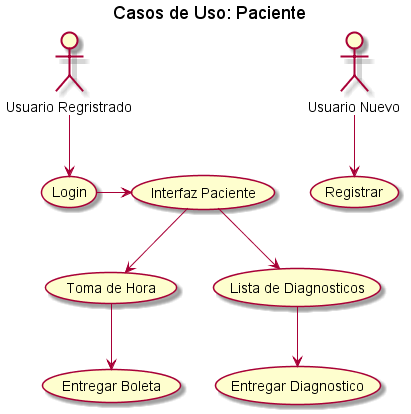 Casos de Uso: Paciente
Usuario Regristrado
Usuario Nuevo
Login
Interfaz Paciente
Registrar
Toma de Hora
Lista de Diagnosticos
Entregar Boleta
Entregar Diagnostico